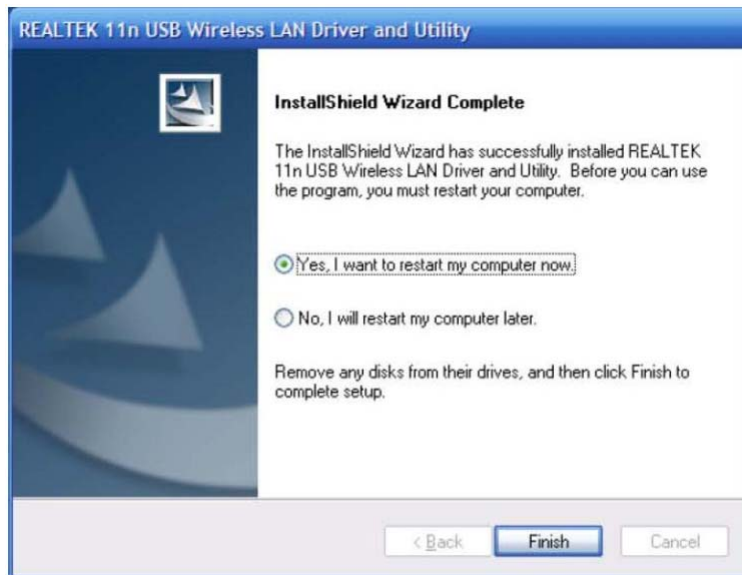 REALTEK 11n USB Wireless LAN Driver and Utility
InstallShield Wizard Complete
The InstallShield Wizard has successfully installed REALTEK
11n USB Wireless LAN Driver and Utility. Before you can use
the program, you must restart your computer.
Yes, I want to restart my computer now.
No, I will restart my computer later.
Remove any disks from their drives, and then click Finish to
complete setup.
< Back
Finish
Cancel